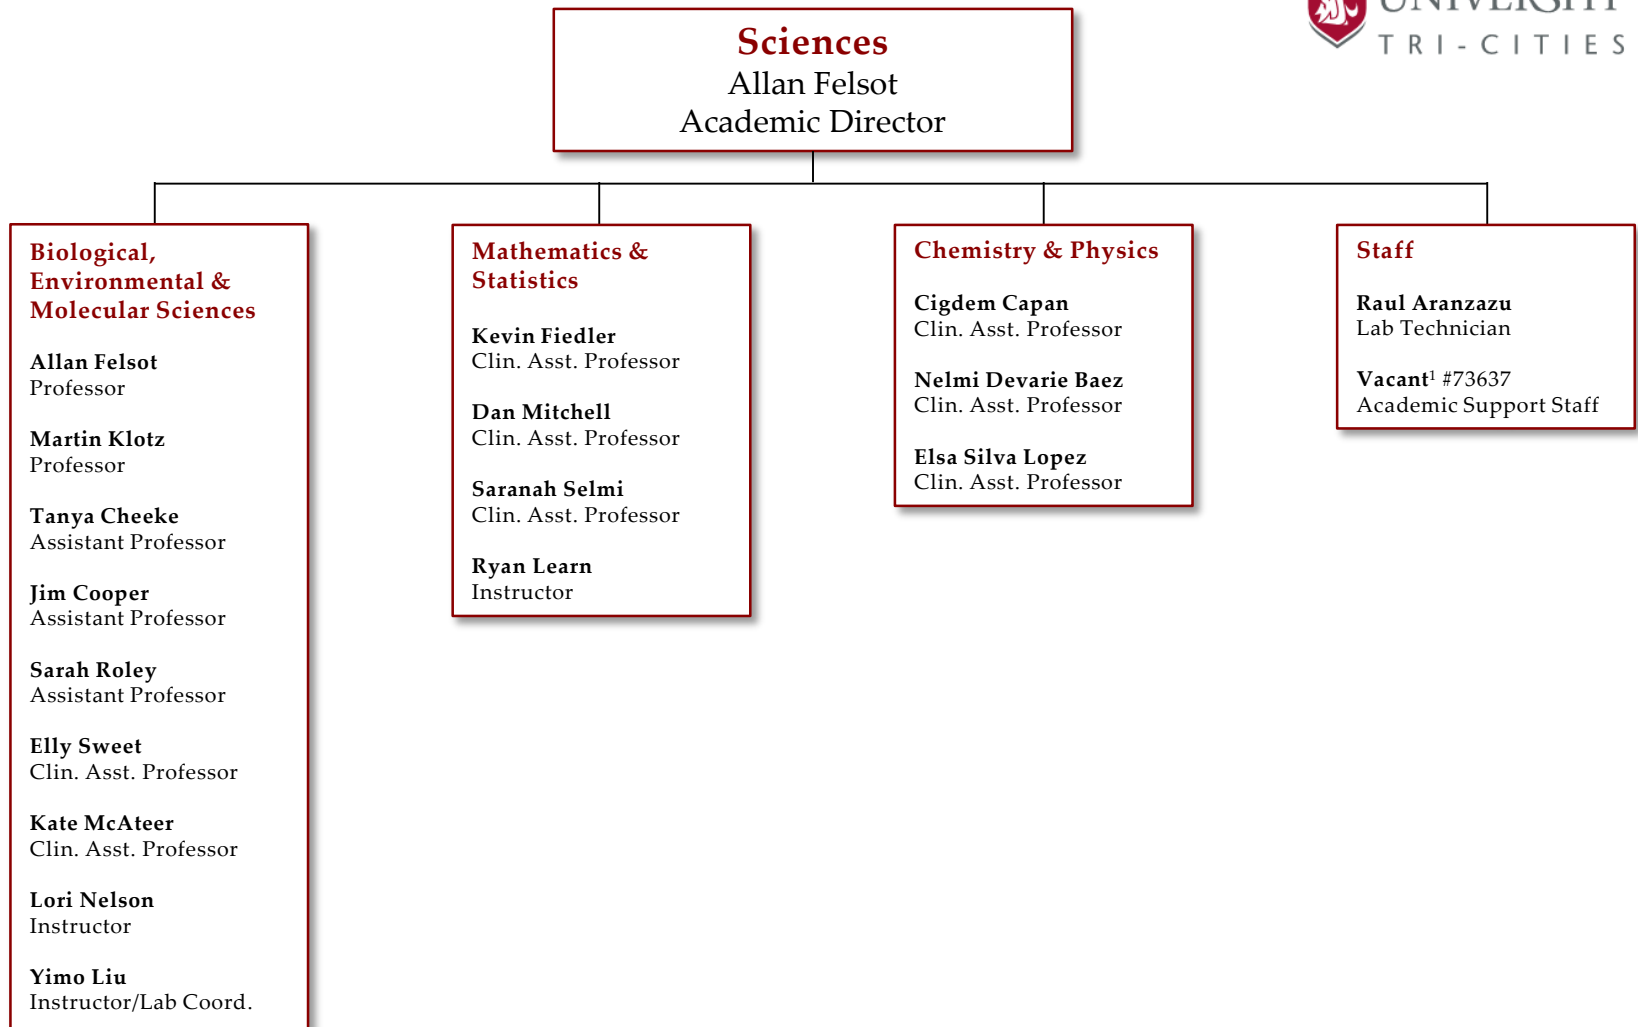 UNIVERSITY
TRI-CITIES
Sciences
Allan Felsot
Academic Director
Biological,
Environmental &
Molecular Sciences
Allan Felsot
Professor
Martin Klotz
Professor
Tanya Cheeke
Assistant Professor
Jim Cooper
Assistant Professor
Sarah Roley
Assistant Professor
Elly Sweet
Clin. Asst. Professor
Kate McAteer
Clin. Asst. Professor
Lori Nelson
Instructor
Yimo Liu
Instructor/Lab Coord.
Mathematics &
Statistics
Kevin Fiedler
Clin. Asst. Professor
Dan Mitchell
Clin. Asst. Professor
Saranah Selmi
Clin. Asst. Professor
Ryan Learn
Instructor
Chemistry & Physics
Cigdem Capan
Clin. Asst. Professor
Nelmi Devarie Baez
Clin. Asst. Professor
Elsa Silva Lopez
Clin. Asst. Professor
Staff
Raul Aranzazu
Lab Technician
Vacant¹ #73637
Academic Support Staff